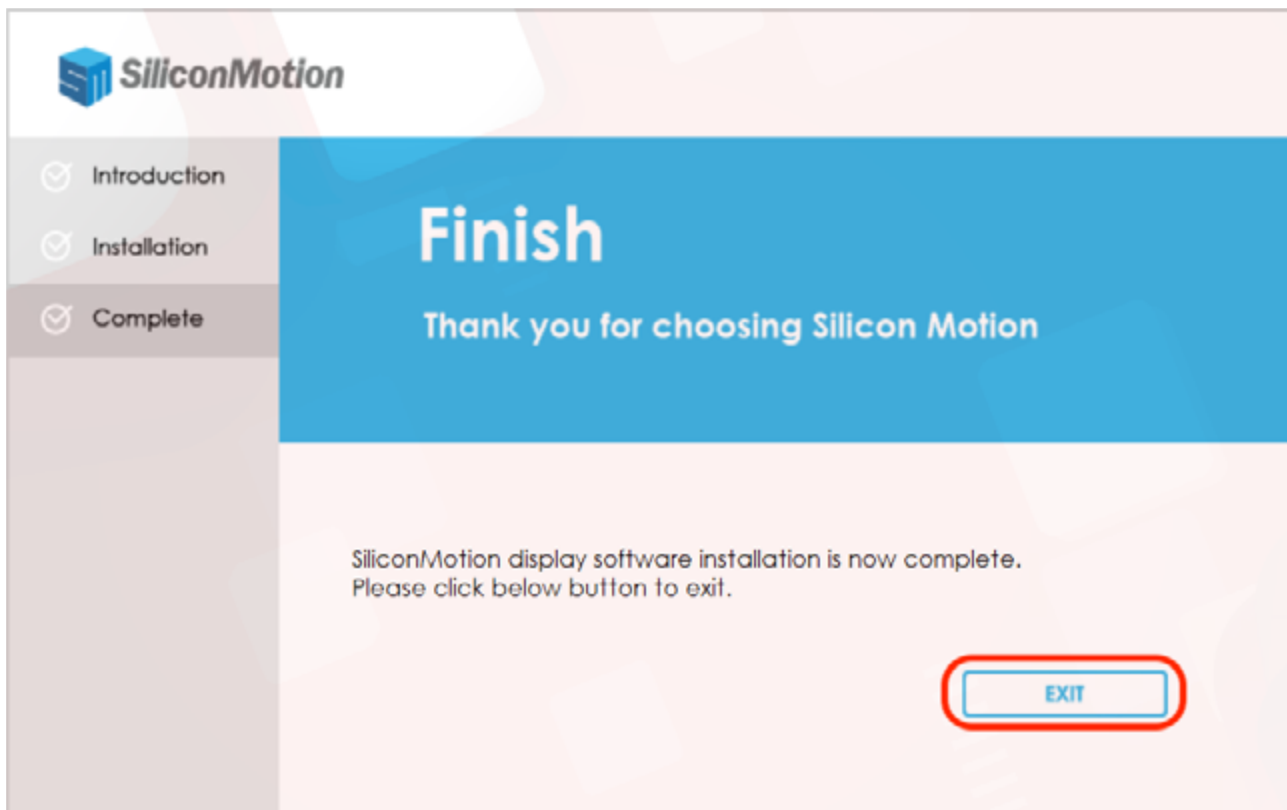 SiliconMotion
Introduction
Installation
Complete
Finish
Thank you for choosing Silicon Motion
SiliconMotion display software installation is now complete.
Please click below button to exit.
EXIT